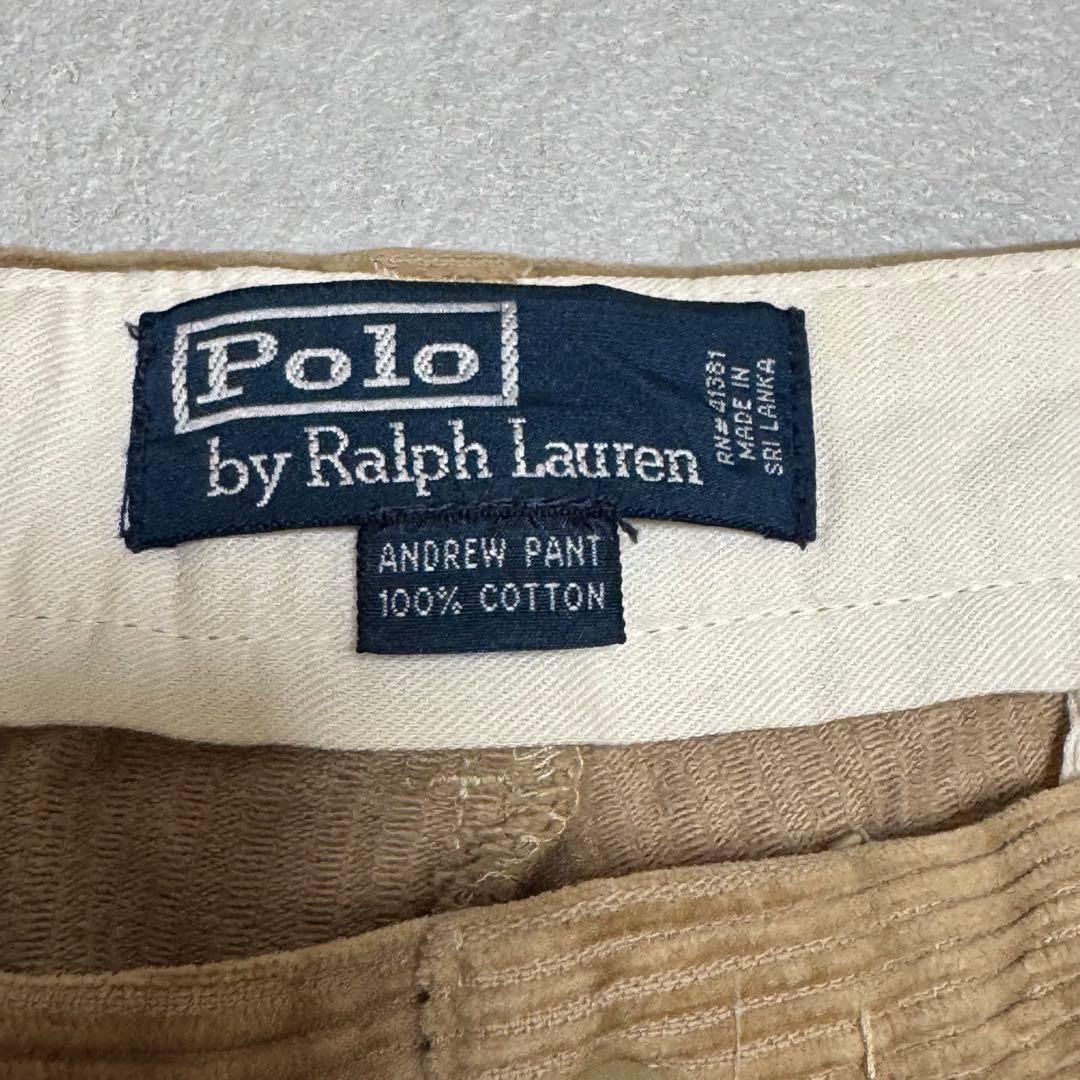 Polo
by Ralph Lauren
RN# 41381
MADE IN
SRI LANKA
ANDREW PANT
100% COTTON